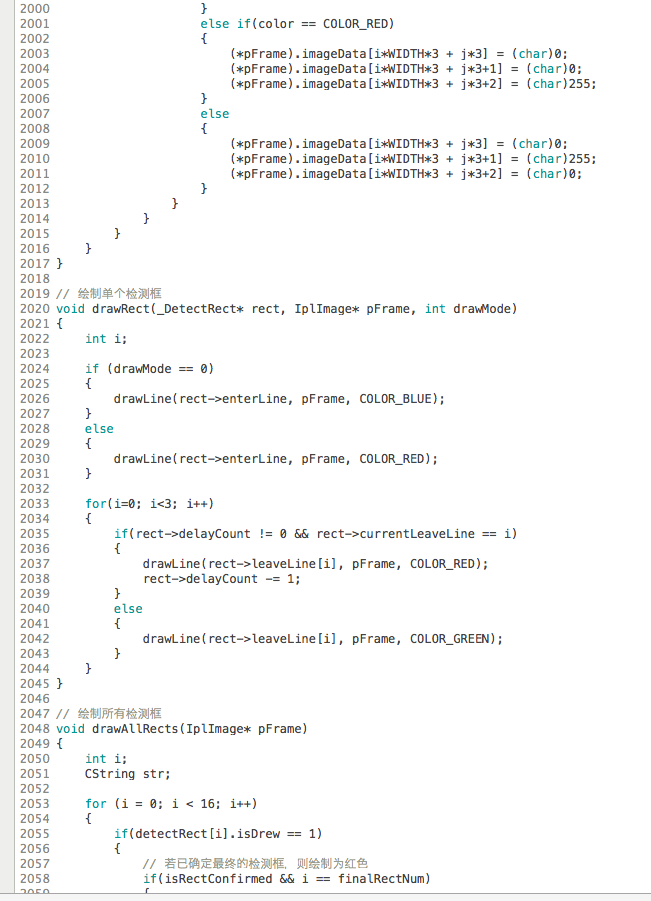 2000                     }
2001                     else if(color == COLOR_RED)
2002                     {
2003                         (*pFrame).imageData[i*WIDTH*3 + j*3] = (char)0;
2004                         (*pFrame).imageData[i*WIDTH*3 + j*3+1] = (char)0;
2005                         (*pFrame).imageData[i*WIDTH*3 + j*3+2] = (char)255;
2006                     }
2007                     else
2008                     {
2009                         (*pFrame).imageData[i*WIDTH*3 + j*3] = (char)0;
2010                         (*pFrame).imageData[i*WIDTH*3 + j*3+1] = (char)255;
2011                         (*pFrame).imageData[i*WIDTH*3 + j*3+2] = (char)0;
2012                     }
2013                 }
2014             }
2015         }
2016     }
2017 }
2018
2019 // 绘制单个检测框
2020 void drawRect(_DetectRect* rect, IplImage* pFrame, int drawMode)
2021 {
2022     int i;
2023
2024     if (drawMode == 0)
2025     {
2026         drawLine(rect->enterLine, pFrame, COLOR_BLUE);
2027     }
2028     else
2029     {
2030         drawLine(rect->enterLine, pFrame, COLOR_RED);
2031     }
2032
2033     for(i=0; i<3; i++)
2034     {
2035         if(rect->delayCount != 0 && rect->currentLeaveLine == i)
2036         {
2037             drawLine(rect->leaveLine[i], pFrame, COLOR_RED);
2038             rect->delayCount -= 1;
2039         }
2040         else
2041         {
2042             drawLine(rect->leaveLine[i], pFrame, COLOR_GREEN);
2043         }
2044     }
2045 }
2046
2047 // 绘制所有检测框
2048 void drawAllRects(IplImage* pFrame)
2049 {
2050     int i;
2051     CString str;
2052
2053     for (i = 0; i < 16; i++)
2054     {
2055         if(detectRect[i].isDrew == 1)
2056         {
2057             // 若已确定最终的检测框，则绘制为红色
2058             if(isRectConfirmed && i == finalRectNum)
2059             {